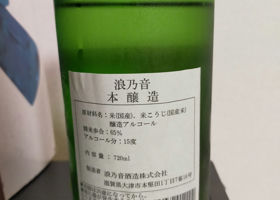 浪乃音
本醸造
原材料名:米(国産)、米こうじ(国産米)
醸造アルコール
精米歩合:65%
アルコール分:15度
内容量:720ml
製造者 浪乃音酒造株式会社
滋賀県大津市本堅田1丁目7番16号